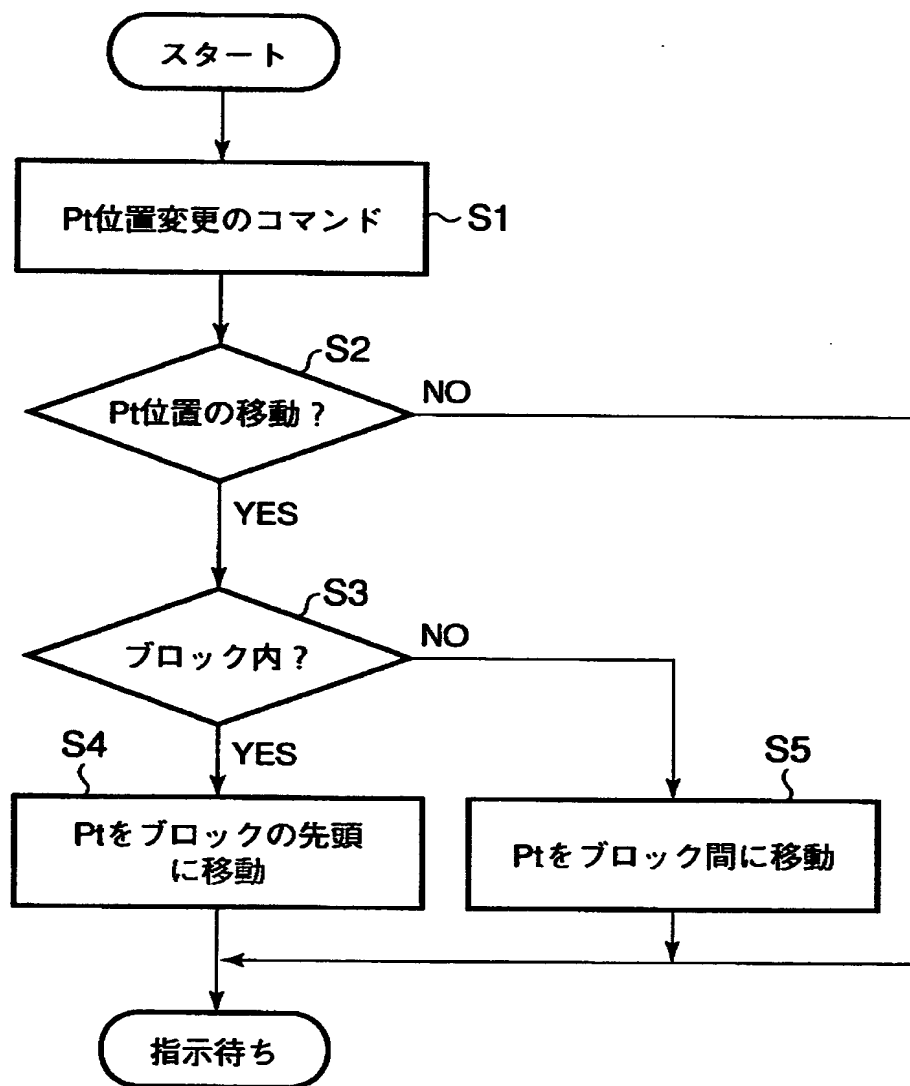 スタート
Pt位置変更のコマンド
S1
S2
Pt位置の移動？
NO
YES
S3
ブロック内？
NO
YES
S4
Ptをブロックの先頭
に移動
S5
Ptをブロック間に移動
指示待ち